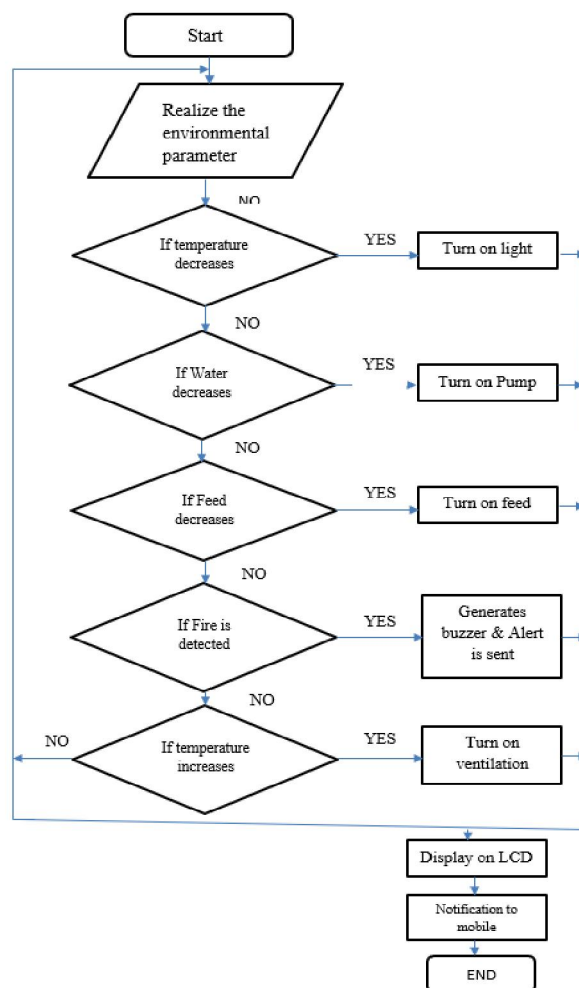 Start
Realize the
environmental
parameter
NO
If temperature
decreases
YES
Turn on light
NO
If Water
decreases
YES
Turn on Pump
NO
If Feed
decreases
YES
Turn on feed
NO
If Fire is
detected
YES
Generates
buzzer & Alert
is sent
NO
NO
If temperature
increases
YES
Turn on
ventilation
Display on LCD
Notification to
mobile
END